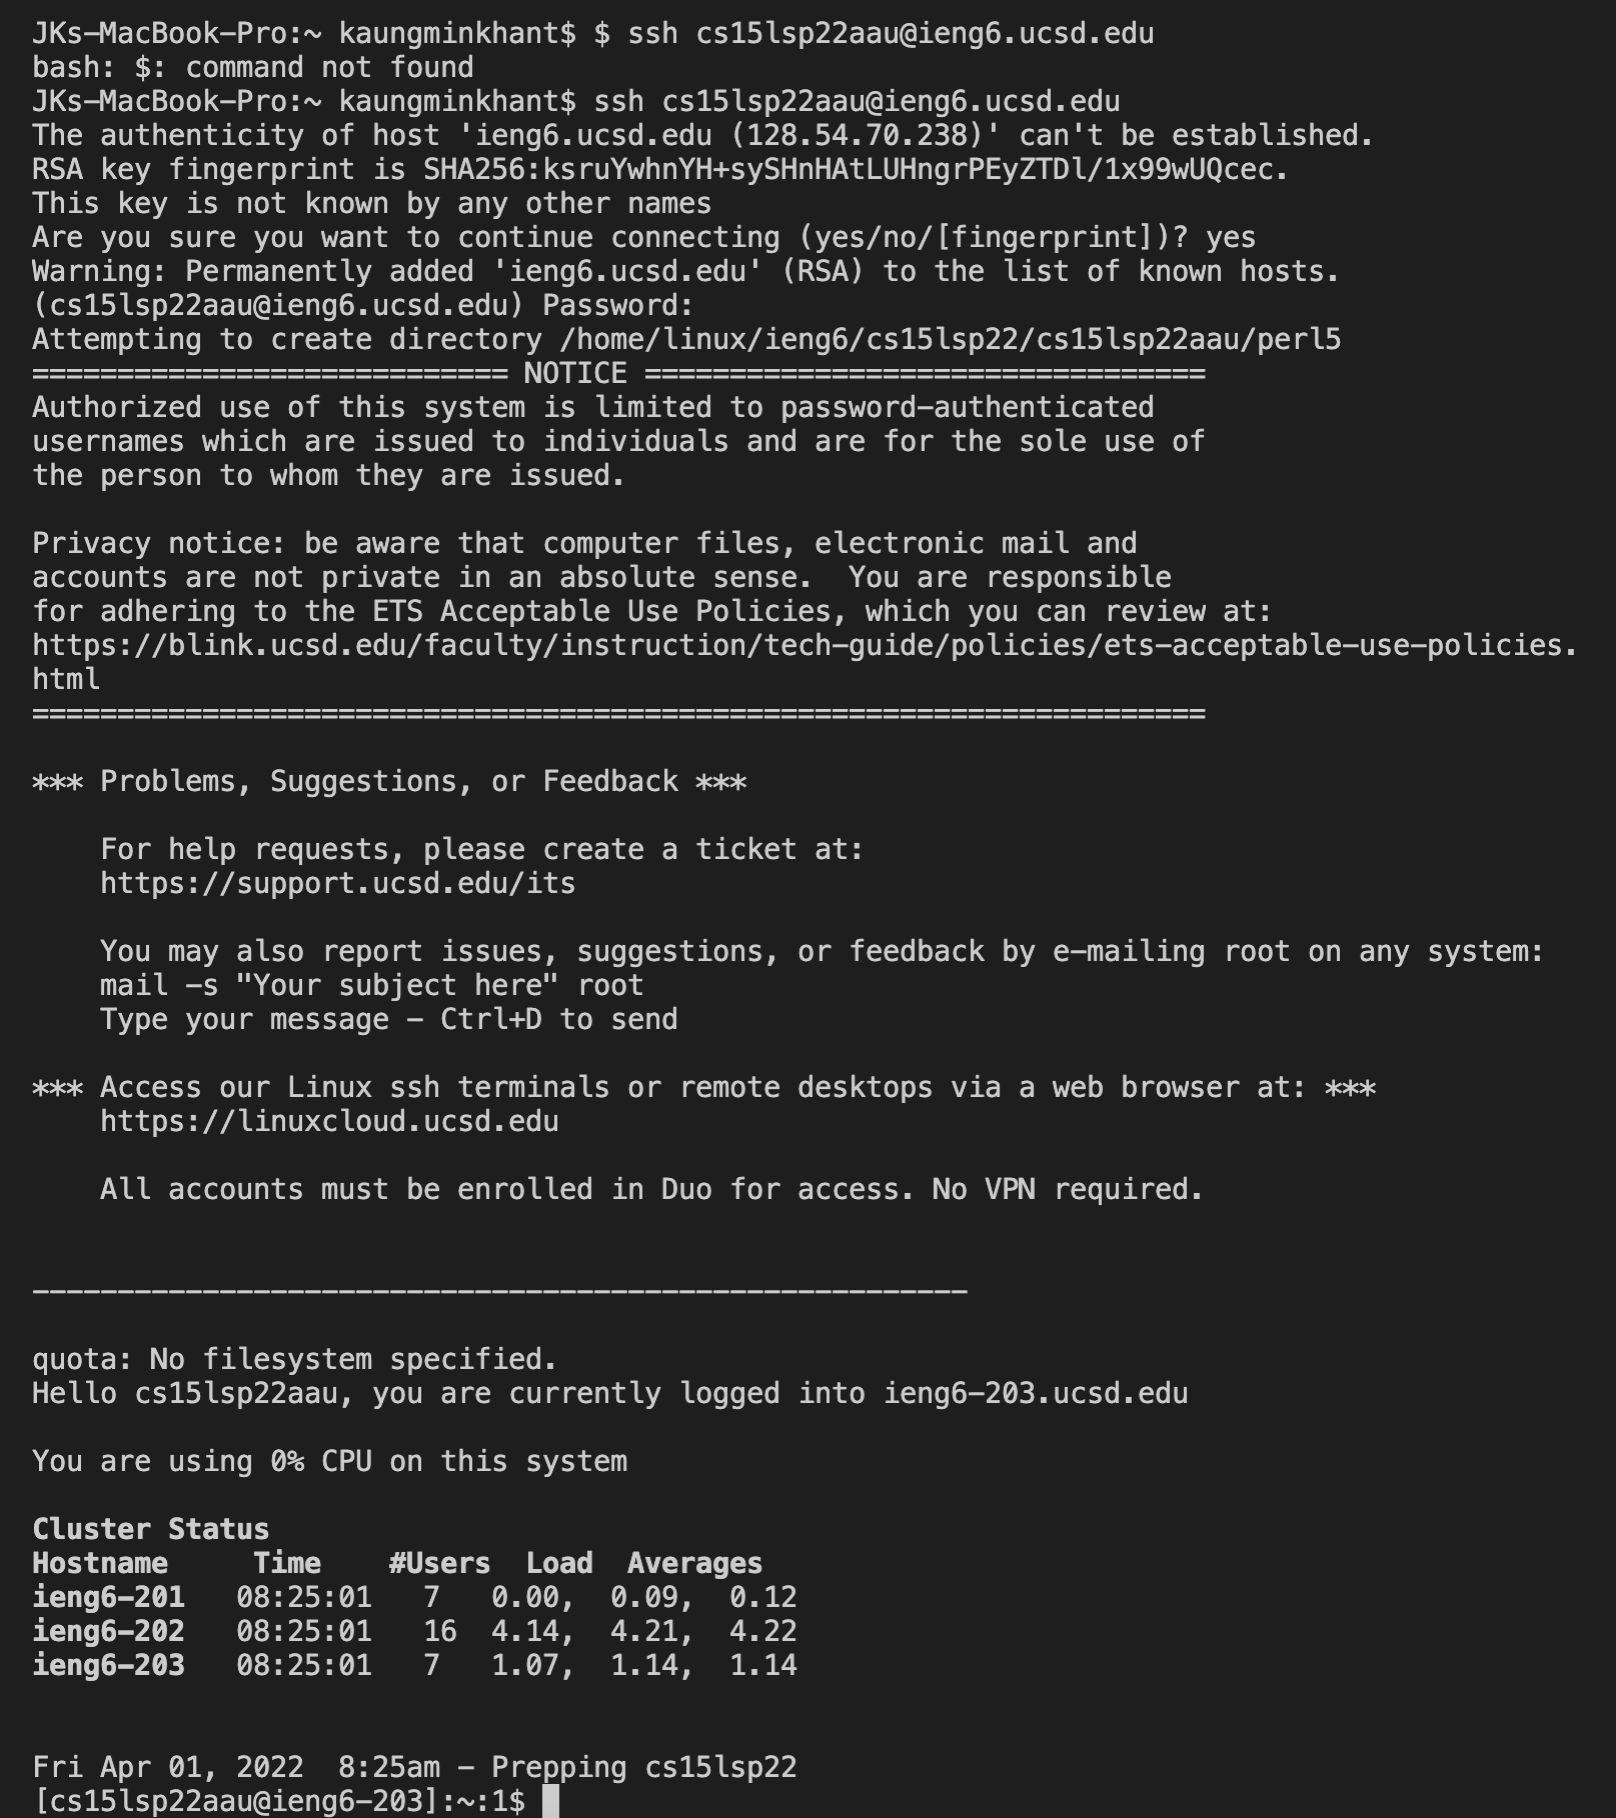 JKs-MacBook-Pro:~ kaungminkhant$ $ ssh cs15lsp22aau@ieng6.ucsd.edu
bash: $: command not found
JKs-MacBook-Pro:~ kaungminkhant$ ssh cs15lsp22aau@ieng6.ucsd.edu
The authenticity of host 'ieng6.ucsd.edu (128.54.70.238)' can't be established.
RSA key fingerprint is SHA256:ksruYwhnYH+sySHnHAtLUHngrPEyZTDl/1x99wUQcec.
This key is not known by any other names
Are you sure you want to continue connecting (yes/no/[fingerprint])? yes
Warning: Permanently added 'ieng6.ucsd.edu' (RSA) to the list of known hosts.
(cs15lsp22aau@ieng6.ucsd.edu) Password:
Attempting to create directory /home/linux/ieng6/cs15lsp22/cs15lsp22aau/perl5
============================ NOTICE =================================
Authorized use of this system is limited to password-authenticated
usernames which are issued to individuals and are for the sole use of
the person to whom they are issued.
Privacy notice: be aware that computer files, electronic mail and
accounts are not private in an absolute sense.  You are responsible
for adhering to the ETS Acceptable Use Policies, which you can review at:
https://blink.ucsd.edu/faculty/instruction/tech-guide/policies/ets-acceptable-use-policies.
html
=====================================================================
*** Problems, Suggestions, or Feedback ***
    For help requests, please create a ticket at:
    https://support.ucsd.edu/its
    You may also report issues, suggestions, or feedback by e-mailing root on any system:
    mail -s "Your subject here" root
    Type your message - Ctrl+D to send
*** Access our Linux ssh terminals or remote desktops via a web browser at: ***
    https://linuxcloud.ucsd.edu
    All accounts must be enrolled in Duo for access. No VPN required.
-------------------------------------------------------
quota: No filesystem specified.
Hello cs15lsp22aau, you are currently logged into ieng6-203.ucsd.edu
You are using 0% CPU on this system
Cluster Status
Hostname     Time    #Users  Load  Averages
ieng6-201   08:25:01   7   0.00,  0.09,  0.12
ieng6-202   08:25:01   16  4.14,  4.21,  4.22
ieng6-203   08:25:01   7   1.07,  1.14,  1.14
Fri Apr 01, 2022  8:25am - Prepping cs15lsp22
[cs15lsp22aau@ieng6-203]:~:1$